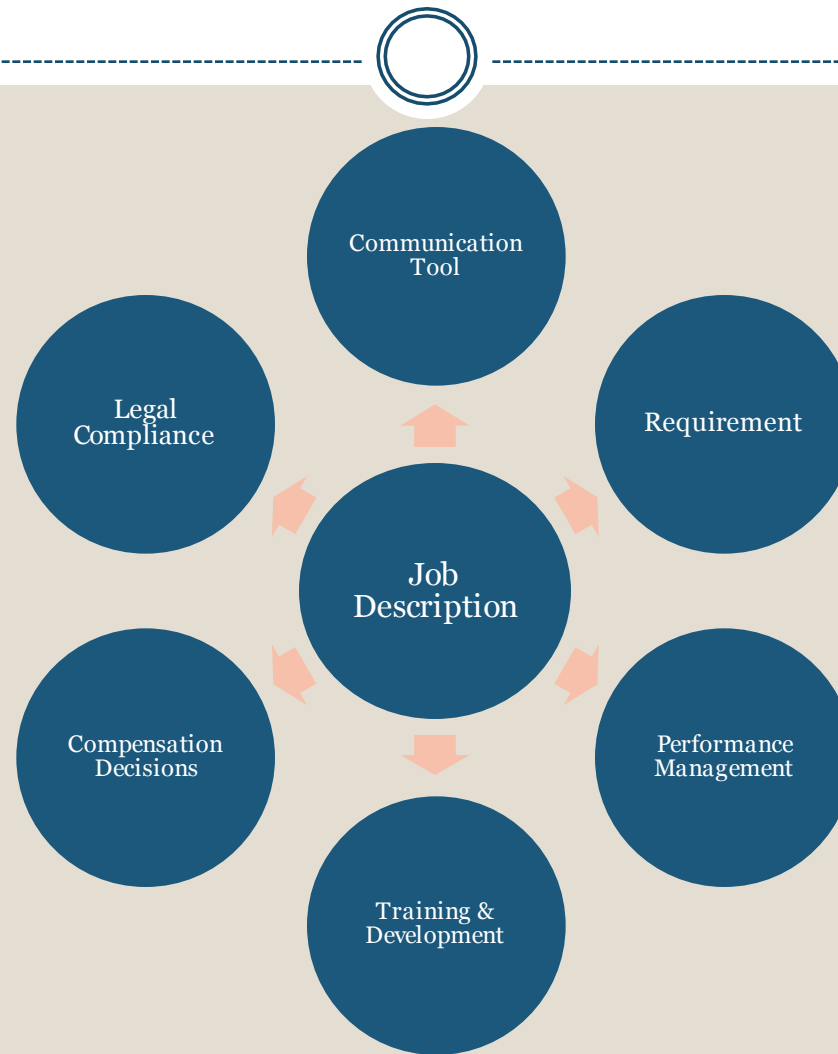 Communication
Tool
Legal
Compliance
Requirement
Job
Description
Compensation
Decisions
Performance
Management
Training &
Development